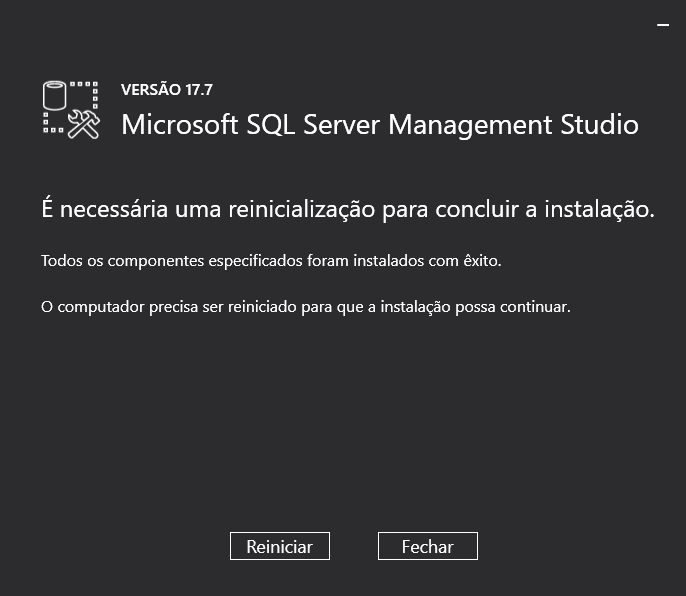 VERSÃO 17.7
Microsoft SQL Server Management Studio
É necessária uma reinicialização para concluir a instalação.
Todos os componentes especificados foram instalados com êxito.
O computador precisa ser reiniciado para que a instalação possa continuar.
Reiniciar
Fechar